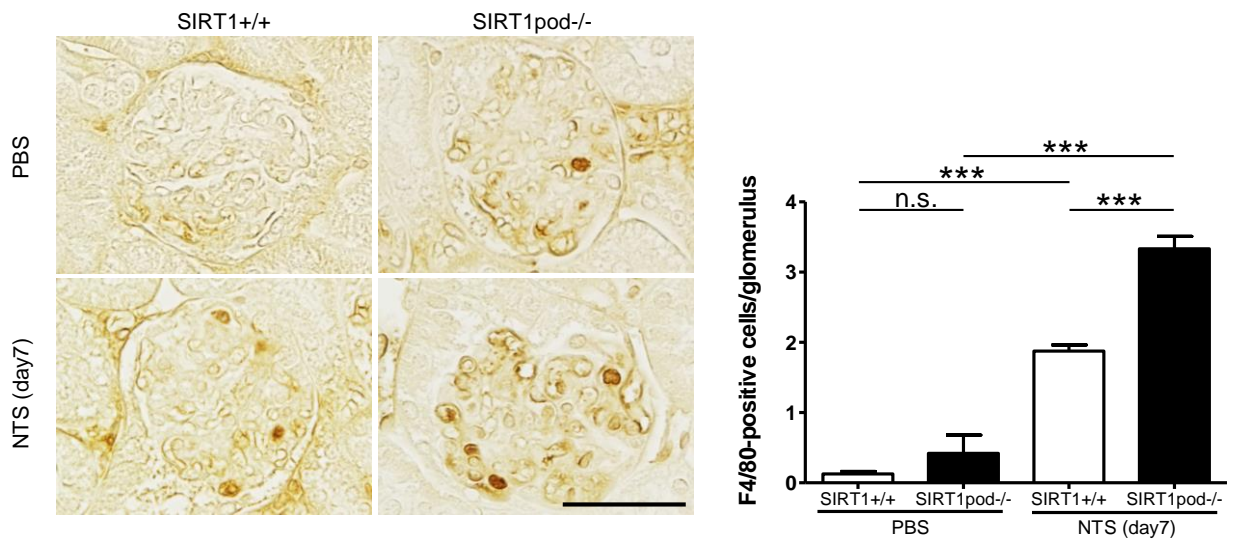 SIRT1+/+ SIRT1pod-/-
PBS
NTS (day7)
F4/80-positive cells/glomerulus
***
***
n.s. ***
4
3
2
1
0
SIRT1+/+ SIRT1pod-/- SIRT1+/+ SIRT1pod-/-
PBS NTS (day7)